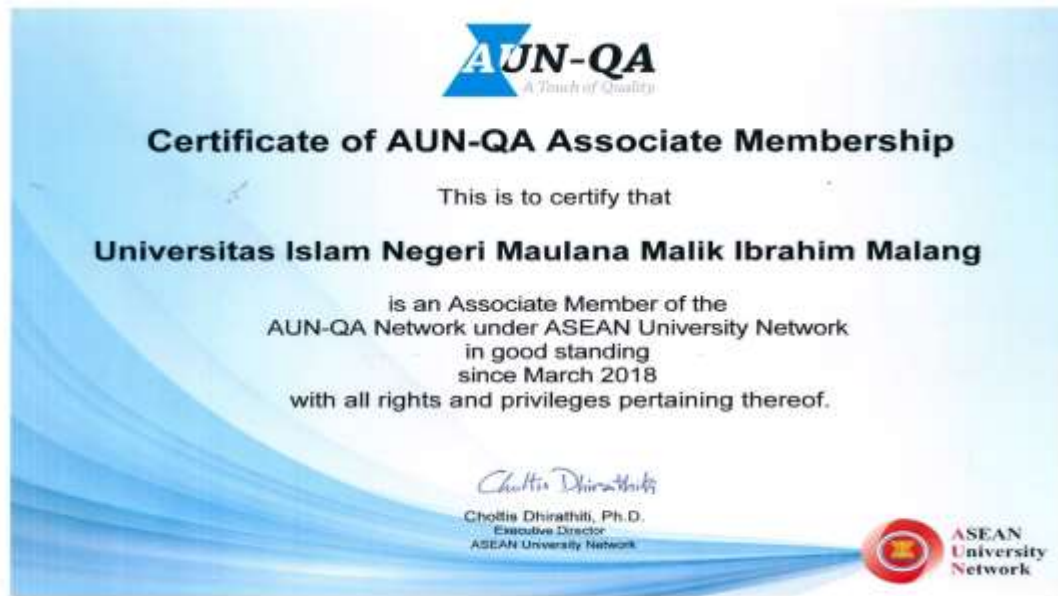 AUN-QA
A Touch of Quality
Certificate of AUN-QA Associate Membership
This is to certify that
Universitas Islam Negeri Maulana Malik Ibrahim Malang
is an Associate Member of the
AUN-QA Network under ASEAN University Network
in good standing
since March 2018
with all rights and privileges pertaining thereof.
Choltis Dhirathiti
Choltis Dhirathiti, Ph.D.
Executive Director
ASEAN University Network
ASEAN
University
Network